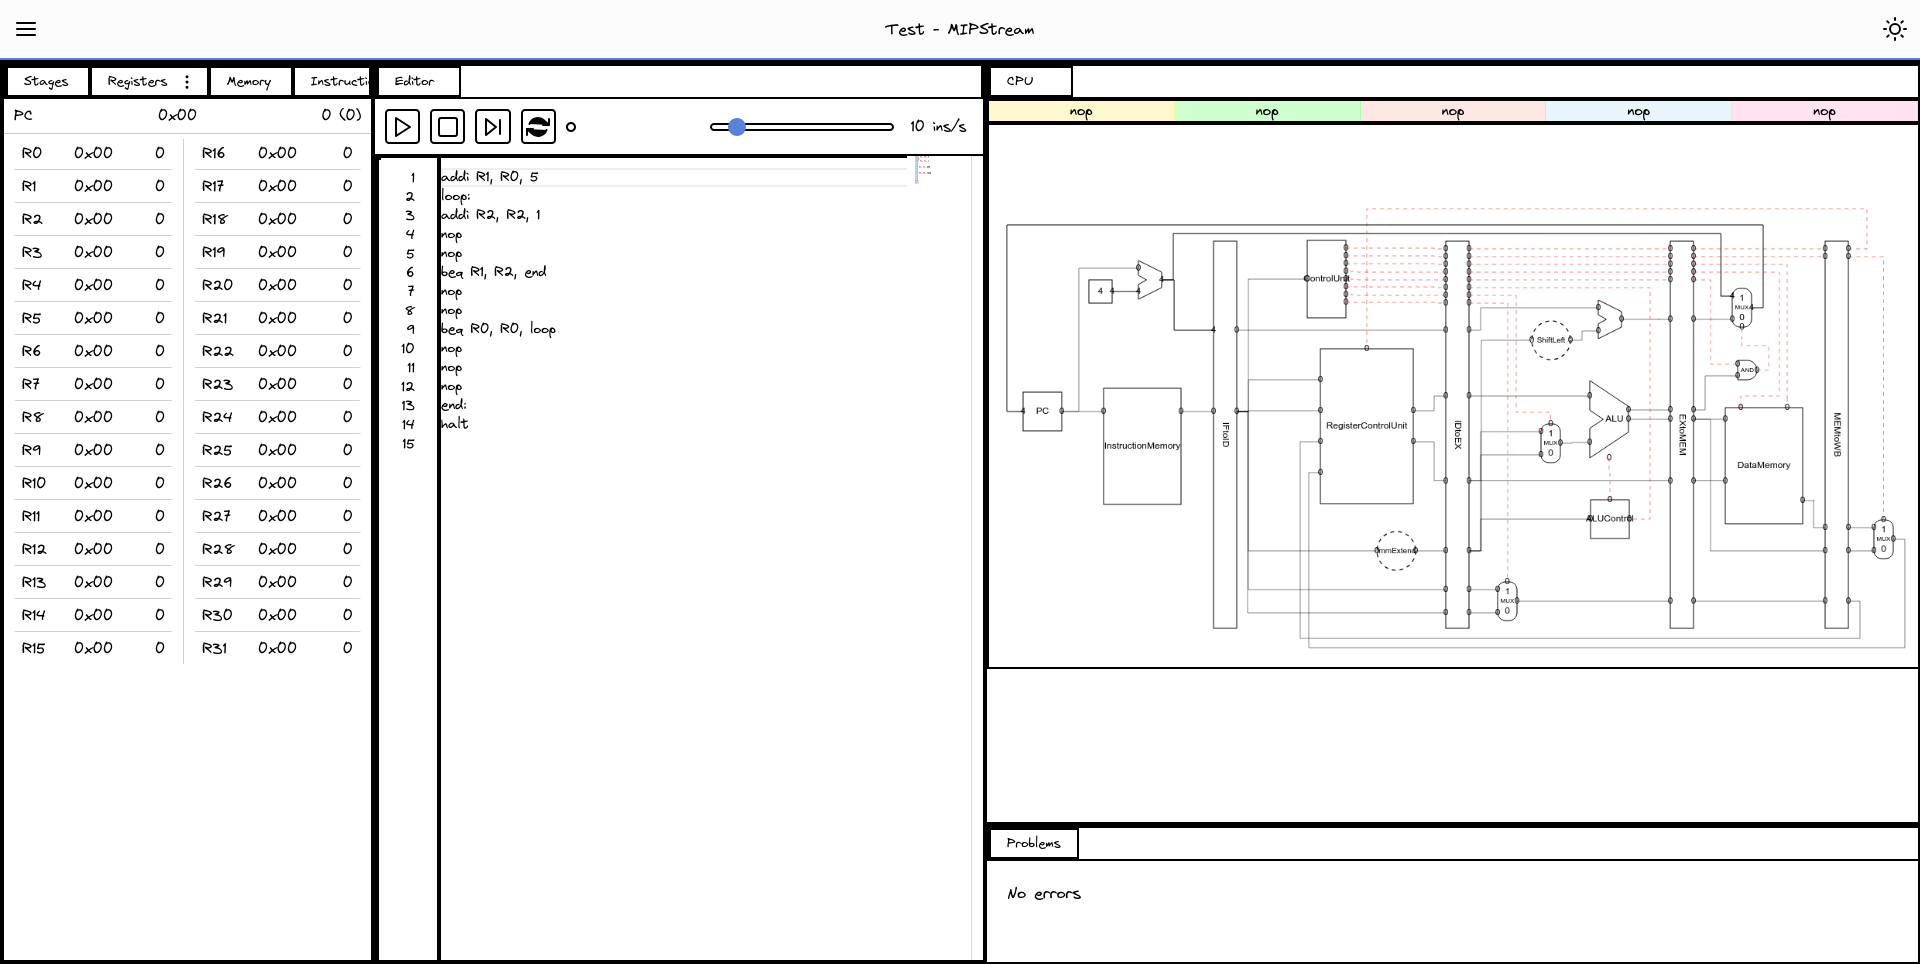 Test - MIPStream
Stages Registers Memory Instructi
PC 0x00 0 (0)
R0 0x00 0 R16 0x00 0
R1 0x00 0 R17 0x00 0
R2 0x00 0 R18 0x00 0
R3 0x00 0 R19 0x00 0
R4 0x00 0 R20 0x00 0
R5 0x00 0 R21 0x00 0
R6 0x00 0 R22 0x00 0
R7 0x00 0 R23 0x00 0
R8 0x00 0 R24 0x00 0
R9 0x00 0 R25 0x00 0
R10 0x00 0 R26 0x00 0
R11 0x00 0 R27 0x00 0
R12 0x00 0 R28 0x00 0
R13 0x00 0 R29 0x00 0
R14 0x00 0 R30 0x00 0
R15 0x00 0 R31 0x00 0
Editor
10 ins/s
1 addi R1, R0, 5
2 loop:
3 addi R2, R2, 1
4 nop
5 nop
6 beq R1, R2, end
7 nop
8 nop
9 beq R0, R0, loop
10 nop
11 nop
12 nop
13 end:
14 halt
15
CPU
nop nop nop nop nop
4
PC
InstructionMemory
IFtoID
ControlUnit
RegisterControlUnit
ImmExtend
IDtoEX
1
MUX
0
ShiftLeft
ALU
1
MUX
0
ALUControl
EXtoMEM
1
MUX
0
AND
DataMemory
MEMtoWB
1
MUX
0
Problems
No errors